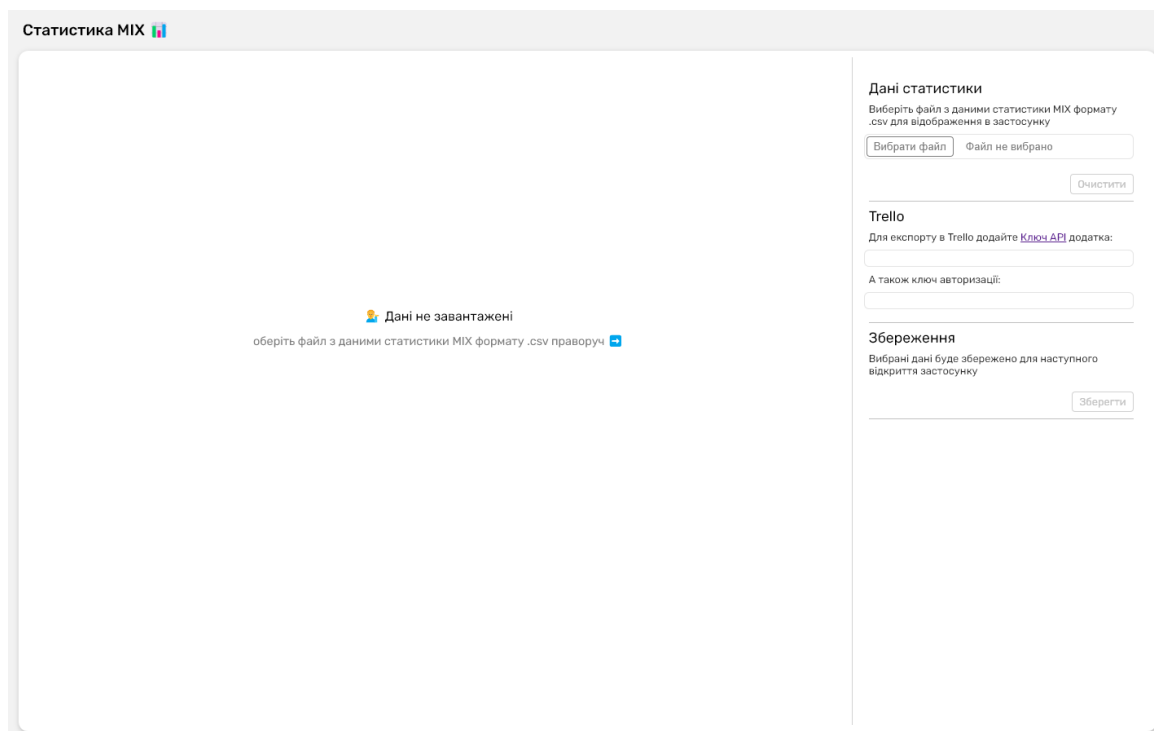 Статистика MIX 📊
💁 Дані не завантажені
оберіть файл з даними статистики MIX формату .csv праворуч ➡️
Дані статистики
Виберіть файл з даними статистики MIX формату
.csv для відображення в застосунку
Вибрати файл Файл не вибрано
Очистити
Trello
Для експорту в Trello додайте Ключ API додатка:
А також ключ авторизації:
Збереження
Вибрані дані буде збережено для наступного
відкриття застосунку
Зберегти